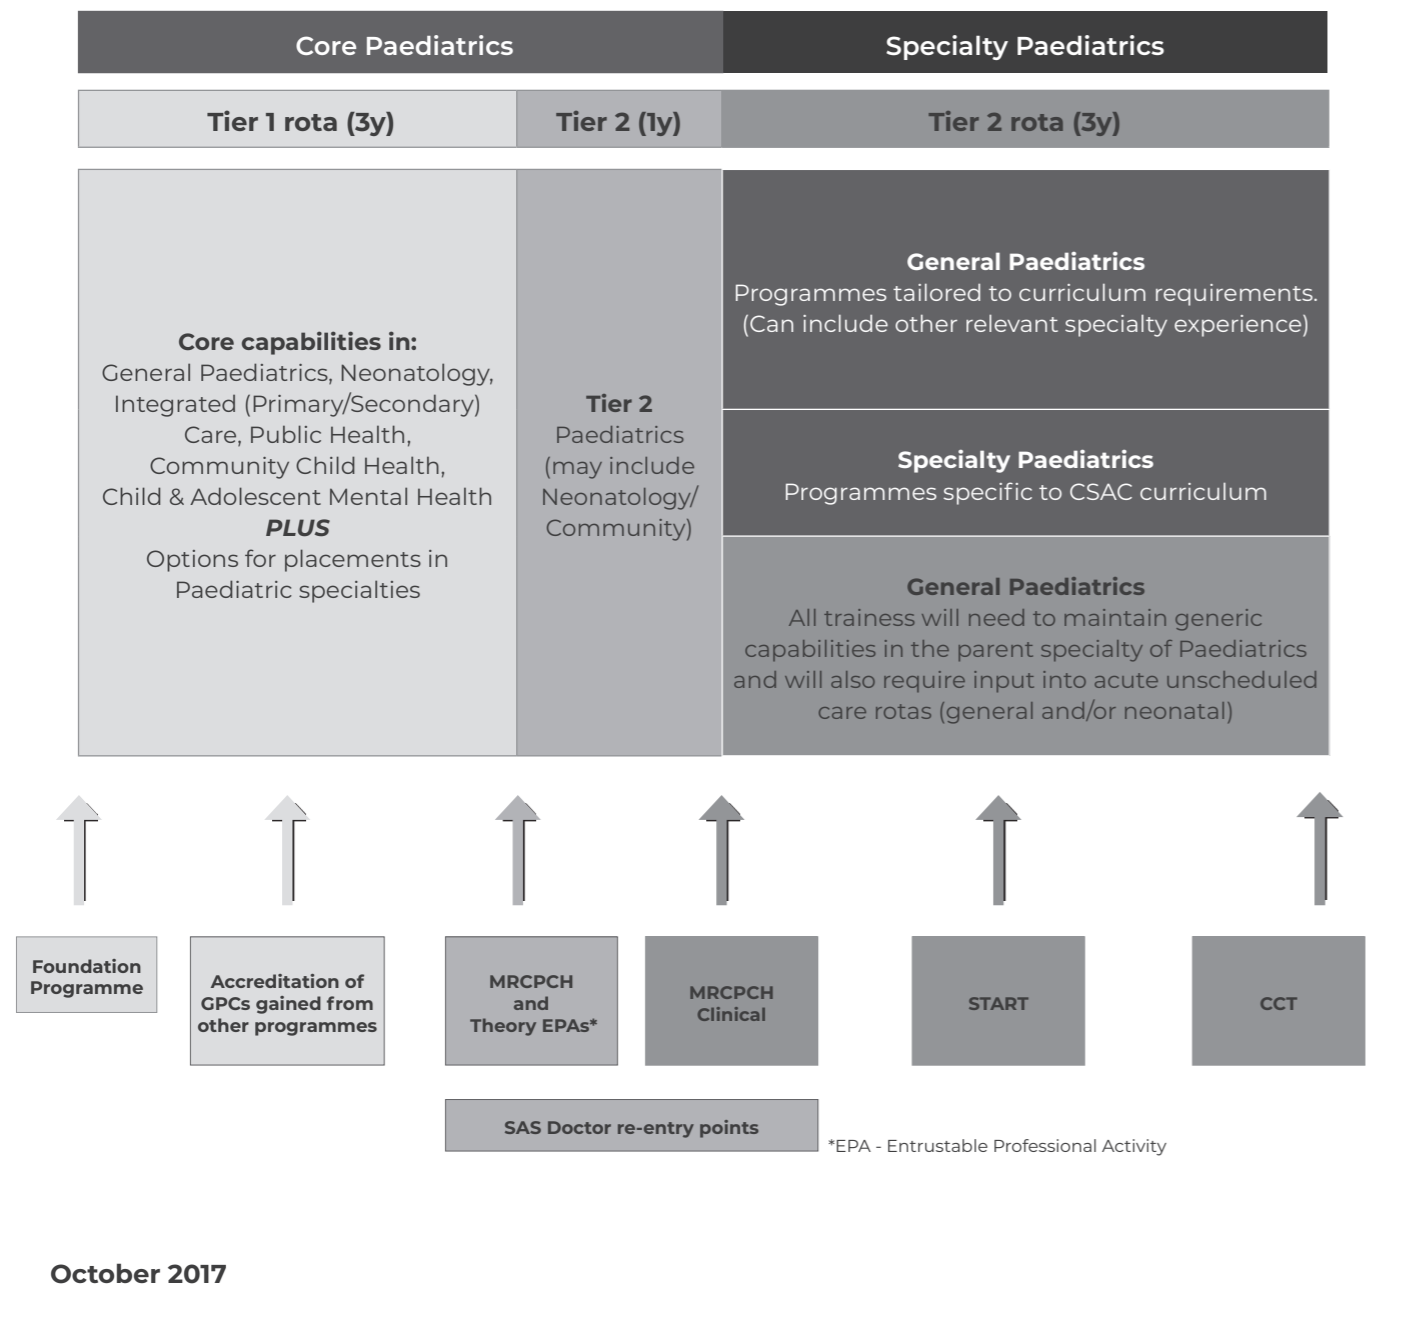 Core Paediatrics
Specialty Paediatrics
Tier 1 rota (3y)
Tier 2 (1y)
Tier 2 rota (3y)
Core capabilities in:
General Paediatrics, Neonatology,
Integrated (Primary/Secondary)
Care, Public Health,
Community Child Health,
Child & Adolescent Mental Health
PLUS
Options for placements in
Paediatric specialties
Tier 2
Paediatrics
(may include
Neonatology/
Community)
General Paediatrics
Programmes tailored to curriculum requirements.
(Can include other relevant specialty experience)
Specialty Paediatrics
Programmes specific to CSAC curriculum
General Paediatrics
All trainess will need to maintain generic
capabilities in the parent specialty of Paediatrics
and will also require input into acute unscheduled
care rotas (general and/or neonatal)
Foundation
Programme
Accreditation of
GPCs gained from
other programmes
MRCPCH
and
Theory EPAs*
MRCPCH
Clinical
START
CCT
SAS Doctor re-entry points
*EPA - Entrustable Professional Activity
October 2017